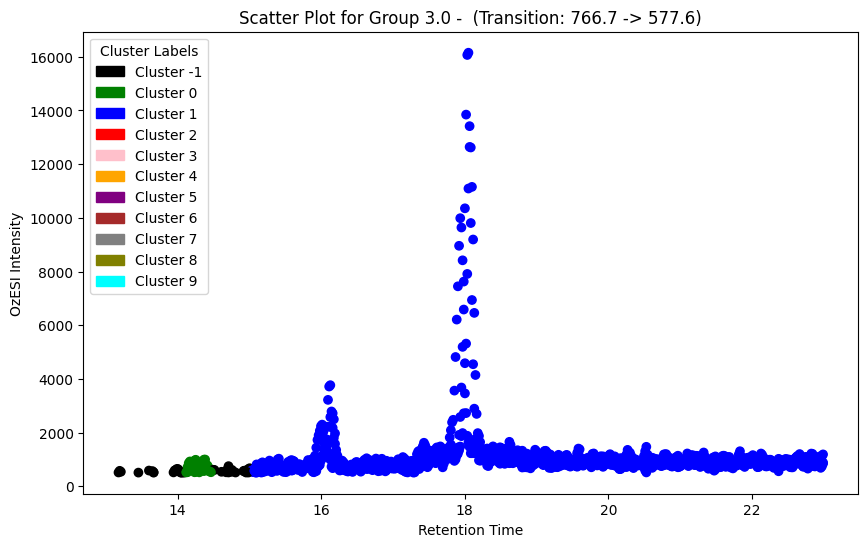 Scatter Plot for Group 3.0 -  (Transition: 766.7 -> 577.6)
Cluster Labels
Cluster -1
Cluster 0
Cluster 1
Cluster 2
Cluster 3
Cluster 4
Cluster 5
Cluster 6
Cluster 7
Cluster 8
Cluster 9
OzESI Intensity
16000
14000
12000
10000
8000
6000
4000
2000
0
14 16 18 20 22
Retention Time